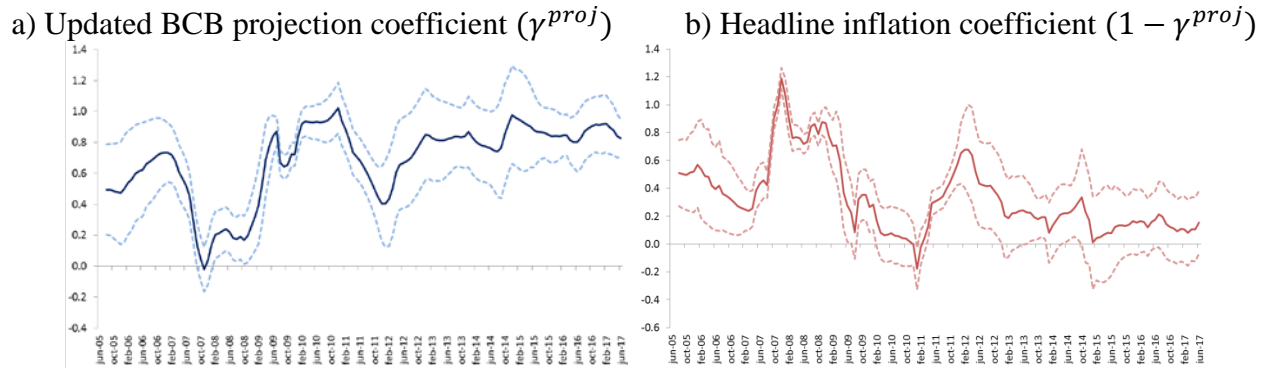 a) Updated BCB projection coefficient (γ^proj)
b) Headline inflation coefficient (1 − γ^proj)
1.4
1.2
1.0
0.8
0.6
0.4
0.2
0.0
-0.2
-0.4
jun-05
oct-05
feb-06
jun-06
oct-06
feb-07
jun-07
oct-07
feb-08
jun-08
oct-08
feb-09
jun-09
oct-09
feb-10
jun-10
oct-10
feb-11
jun-11
oct-11
feb-12
jun-12
oct-12
feb-13
jun-13
oct-13
feb-14
jun-14
oct-14
feb-15
jun-15
oct-15
feb-16
jun-16
oct-16
feb-17
jun-17
1.4
1.2
1.0
0.8
0.6
0.4
0.2
0.0
-0.2
-0.4
-0.6
jun-05
oct-05
feb-06
jun-06
oct-06
feb-07
jun-07
oct-07
feb-08
jun-08
oct-08
feb-09
jun-09
oct-09
feb-10
jun-10
oct-10
feb-11
jun-11
oct-11
feb-12
jun-12
oct-12
feb-13
jun-13
oct-13
feb-14
jun-14
oct-14
feb-15
jun-15
oct-15
feb-16
jun-16
oct-16
feb-17
jun-17